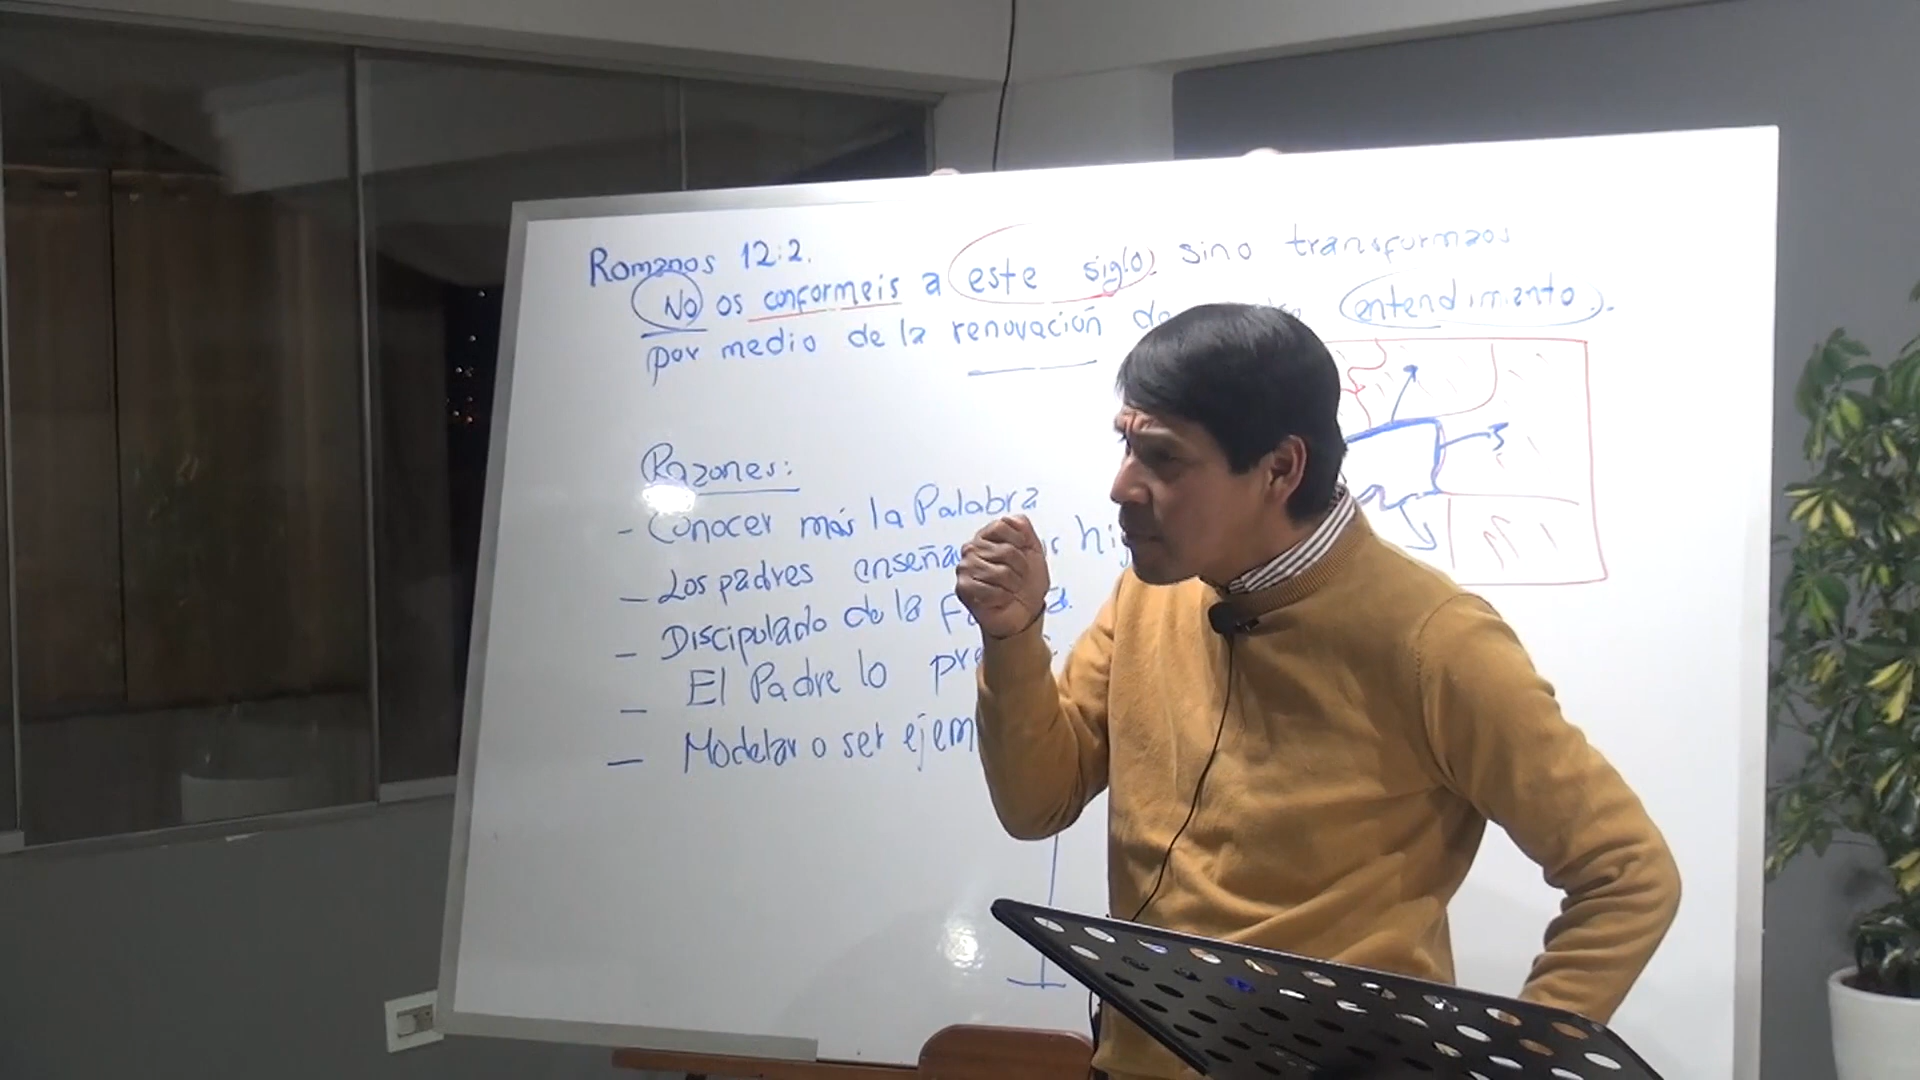 Romanos 12:2.
No os conformeis a este siglo, sino transformaos
por medio de la renovación de entendimiento.
Razones:
- Conocer más la Palabra
- Los padres
- Discipulado de la
- El Padre lo
- Modelar o ser